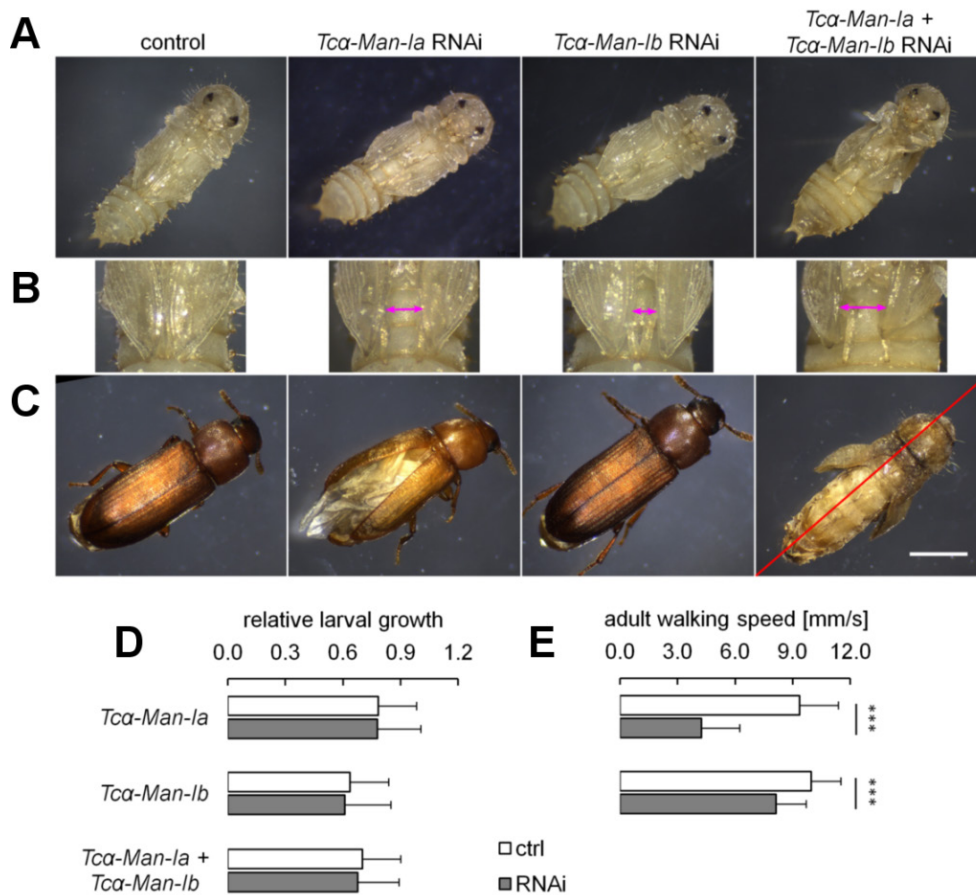 A
control
Tcα-Man-Ia RNAi
Tcα-Man-Ib RNAi
Tcα-Man-Ia +
Tcα-Man-Ib RNAi
B
C
D
relative larval growth
0.0 0.3 0.6 0.9 1.2
E
adult walking speed [mm/s]
0.0 3.0 6.0 9.0 12.0
Tcα-Man-Ia
***
Tcα-Man-Ib
***
Tcα-Man-Ia +
Tcα-Man-Ib
ctrl
RNAi